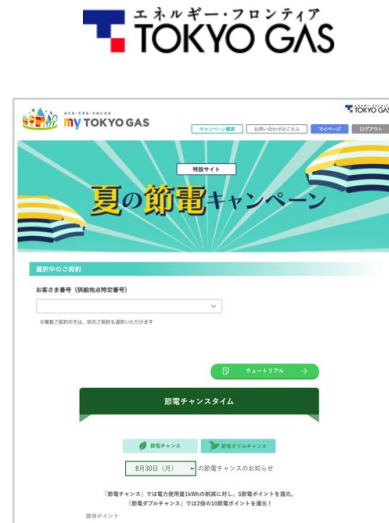 エネルギー・フロンティア
TOKYO GAS
TOKYO GAS
my TOKYO GAS
キャンペーン概要
お問い合わせはこちら
マイページ
ログアウト
特設サイト
夏の節電キャンペーン
選択中のご契約
お客さま番号（供給地点特定番号）
※複数ご契約の方は、別のご契約も選択いただけます
チュートリアル →
節電チャンスタイム
節電チャンス
節電ダブルチャンス
8月30日（月） の節電チャンスのお知らせ
「節電チャンス」では電力使用量1kWhの削減に対し、5節電ポイントを還元。
「節電ダブルチャンス」では2倍の10節電ポイントを還元！
獲得ポイント